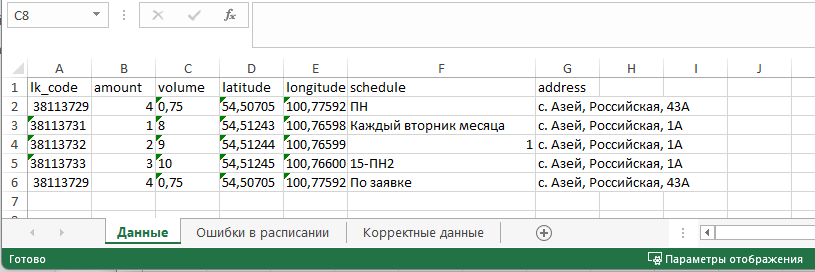 C8 fx
A B C D E F G H I J
1 lk_code amount volume latitude longitude schedule address
2 38113729 4 0,75 54,50705 100,77592 ПН с. Азей, Российская, 43А
3 38113731 1 8 54,51243 100,76598 Каждый вторник месяца с. Азей, Российская, 1А
4 38113732 2 9 54,51244 100,76599 1 с. Азей, Российская, 1А
5 38113733 3 10 54,51245 100,76600 15-ПН2 с. Азей, Российская, 1А
6 38113729 4 0,75 54,50705 100,77592 По заявке с. Азей, Российская, 43А
7
Данные Ошибки в расписании Корректные данные
Готово Параметры отображения